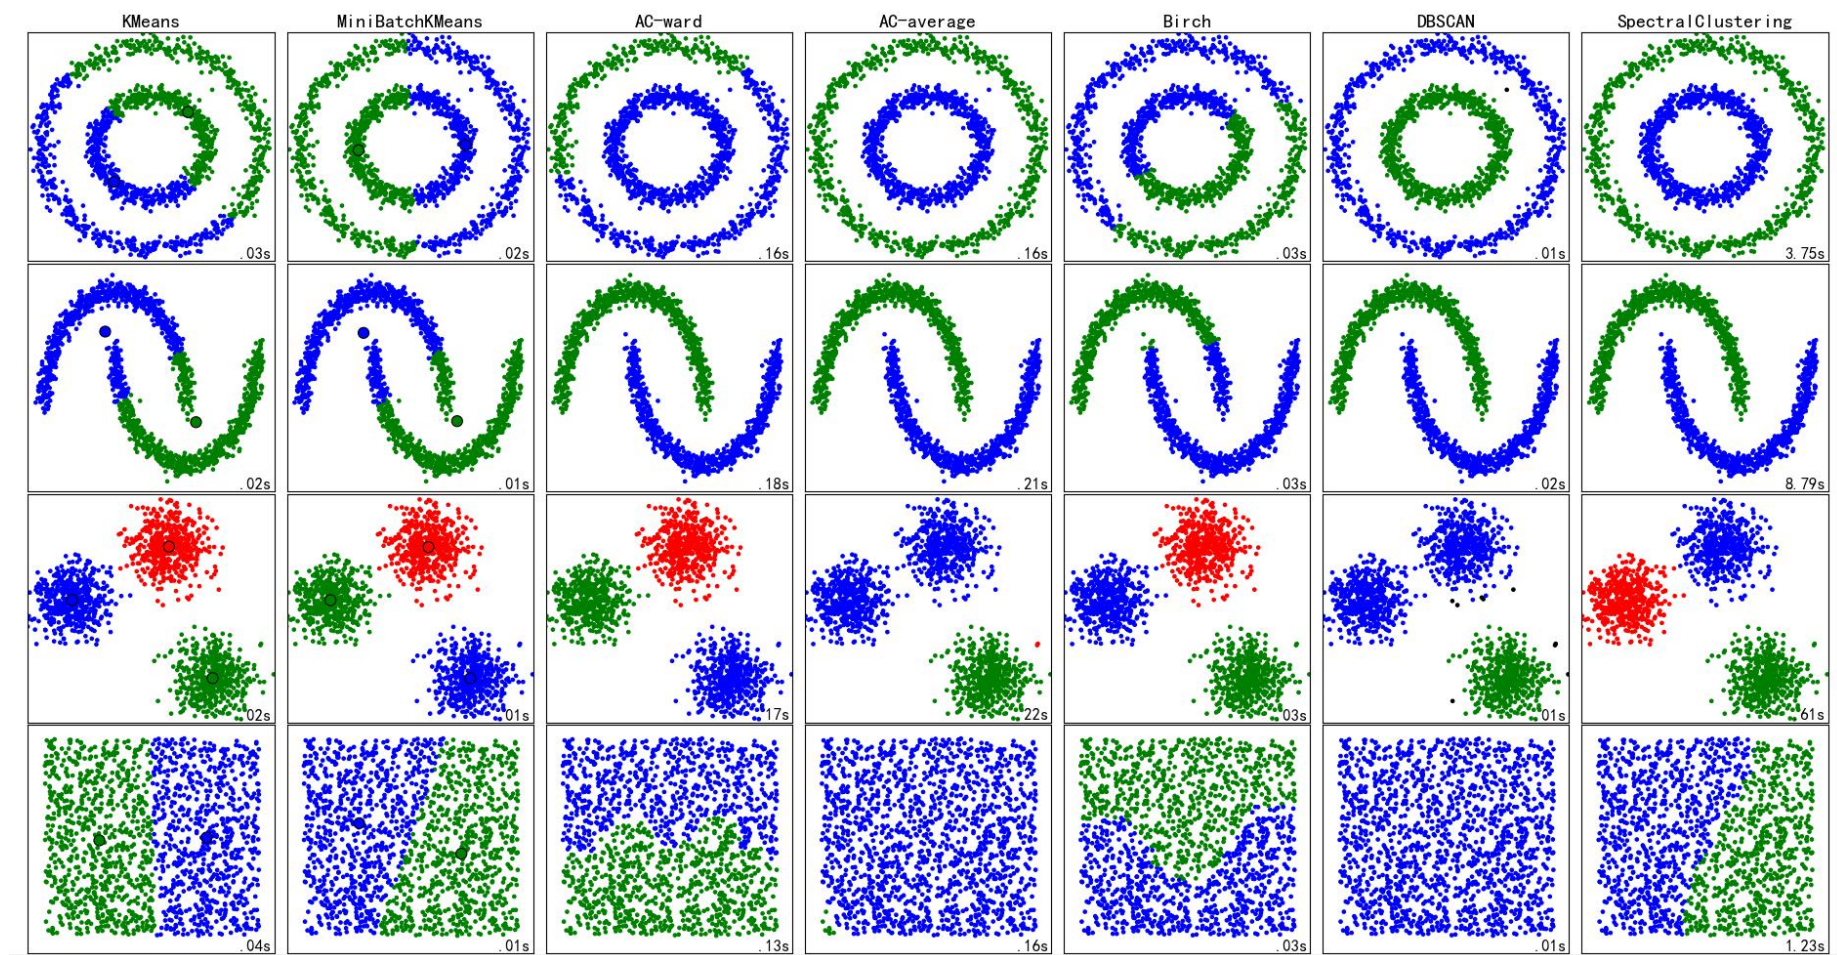 KMeans MiniBatchKMeans AC-ward AC-average Birch DBSCAN SpectralClustering
.03s .02s .16s .16s .03s .01s 3.75s
.02s .01s .18s .21s .03s .02s 8.79s
02s 01s 17s 22s 03s 01s 61s
.04s .01s .13s .16s .03s .01s 1.23s